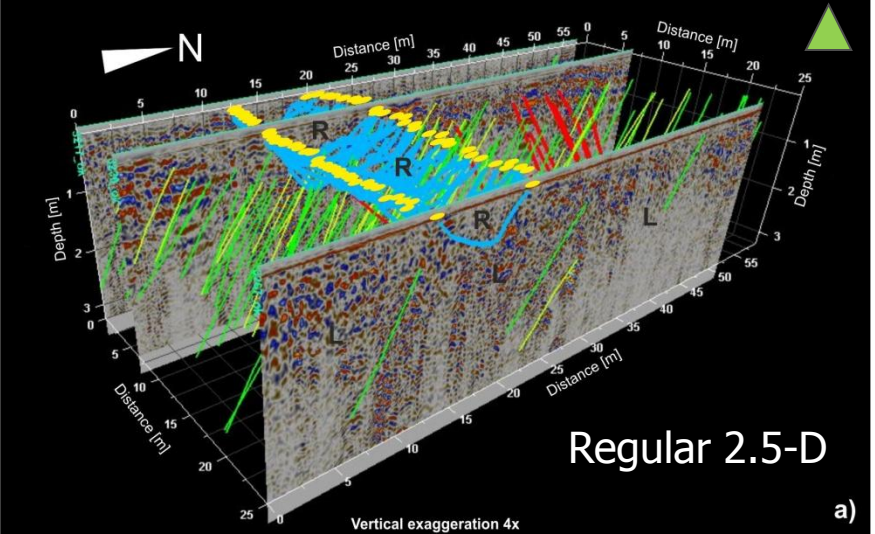 N
Distance [m]
0 5 10 15 20 25 30 35 40 45 50 55
Distance [m]
0 5 10 15 20 25
Depth [m]
1 2 3
Depth [m]
1 2 3
R
R
R
L
L
L
0 5 10 15 20 25
Distance [m]
0 5 10 15 20 25 30 35 40 45 50 55
Distance [m]
Regular 2.5-D
Vertical exaggeration 4x
a)